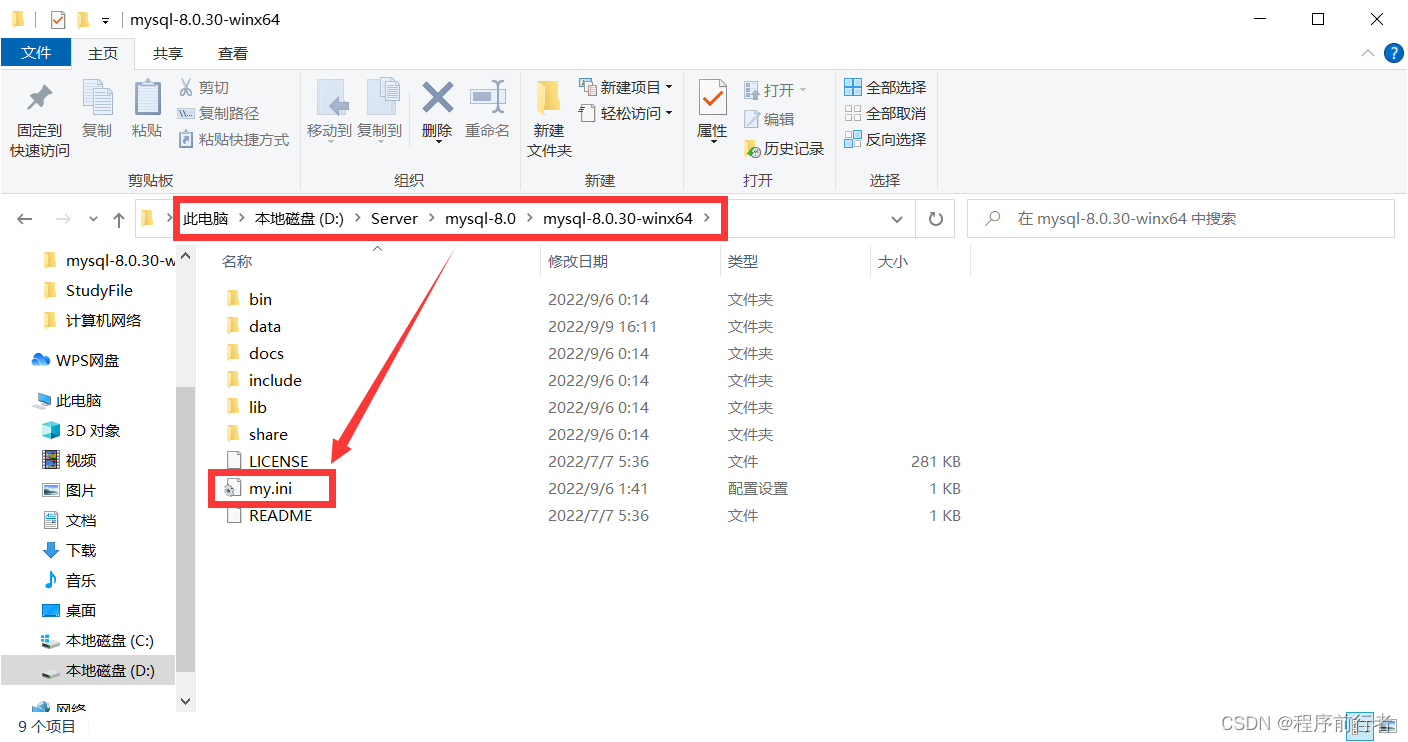 mysql-8.0.30-winx64
文件 主页 共享 查看
固定到快速访问
复制
粘贴
剪切
复制路径
粘贴快捷方式
剪贴板
移动到
复制到
删除
重命名
组织
新建文件夹
新建项目
轻松访问
新建
属性
打开
编辑
历史记录
打开
全部选择
全部取消
反向选择
选择
此电脑 > 本地磁盘 (D:) > Server > mysql-8.0 > mysql-8.0.30-winx64 >
在 mysql-8.0.30-winx64 中搜索
mysql-8.0.30-w
StudyFile
计算机网络
WPS网盘
此电脑
3D 对象
视频
图片
文档
下载
音乐
桌面
本地磁盘 (C:)
本地磁盘 (D:)
网络
名称 修改日期 类型 大小
bin 2022/9/6 0:14 文件夹
data 2022/9/9 16:11 文件夹
docs 2022/9/6 0:14 文件夹
include 2022/9/6 0:14 文件夹
lib 2022/9/6 0:14 文件夹
share 2022/9/6 0:14 文件夹
LICENSE 2022/7/7 5:36 文件 281 KB
my.ini 2022/9/6 1:41 配置设置 1 KB
README 2022/7/7 5:36 文件 1 KB
9 个项目
CSDN @程序前行者